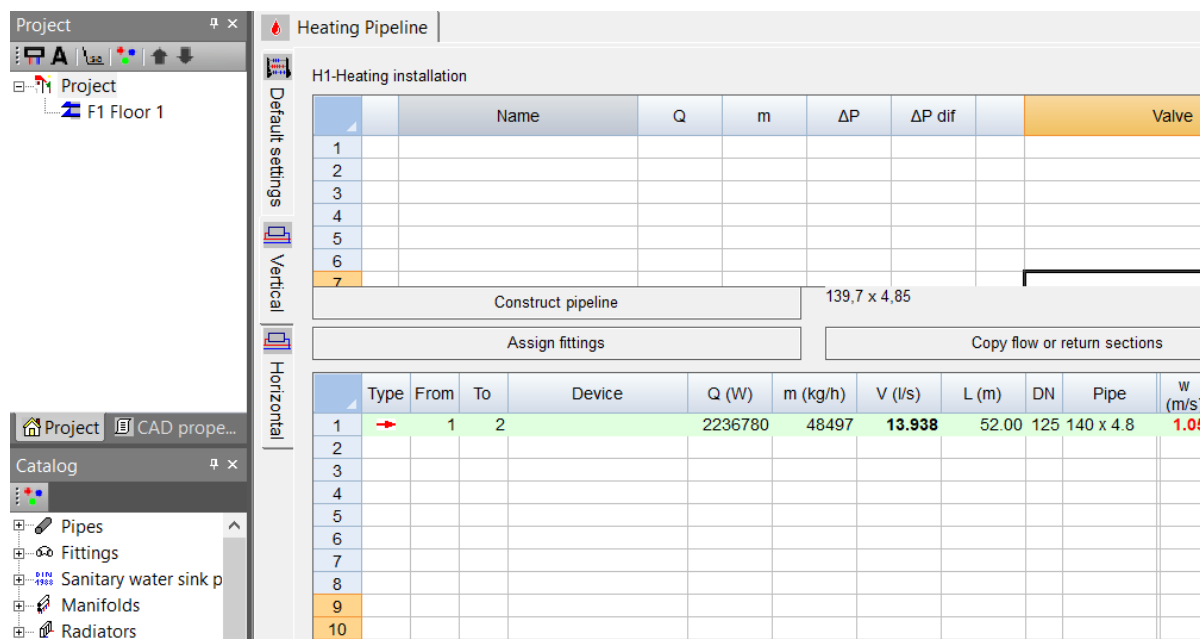 Project
Heating Pipeline
A
Project
F1 Floor 1
Default settings
Vertical
Horizontal
H1-Heating installation
Name Q m ΔP ΔP dif Valve
1
2
3
4
5
6
7
Construct pipeline
139,7 x 4,85
Assign fittings
Copy flow or return sections
Type From To Device Q (W) m (kg/h) V (l/s) L (m) DN Pipe w (m/s)
1 1 2 2236780 48497 13.938 52.00 125 140 x 4.8 1.05
2
3
4
5
6
7
8
9
10
Project
CAD prope...
Catalog
Pipes
Fittings
DIN 1988 Sanitary water sink p
Manifolds
Radiators